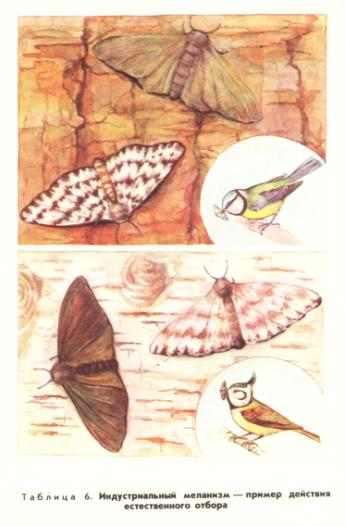 Таблица 6. Индустриальный меланизм — пример действия
естественного отбора